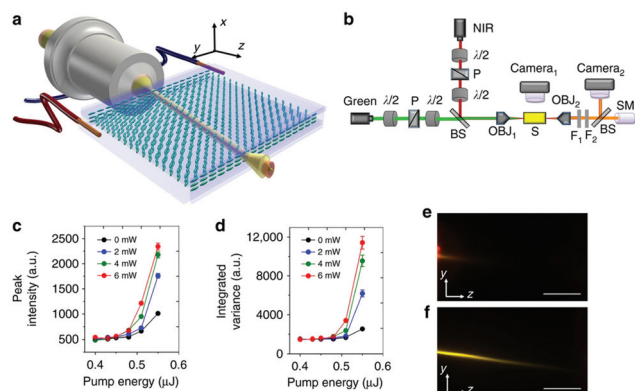 a
x
y
z
b
NIR
λ/2
P
λ/2
Camera1
Camera2
Green
λ/2
P
λ/2
BS
OBJ1
S
OBJ2
F1
F2
BS
SM
c
0 mW
2 mW
4 mW
6 mW
2500
2000
1500
1000
500
Peak
intensity (a.u.)
0.4
0.5
0.6
Pump energy (μJ)
d
0 mW
2 mW
4 mW
6 mW
12,000
8000
4000
0
Integrated
variance (a.u.)
0.4
0.5
0.6
Pump energy (μJ)
e
y
z
f
y
z